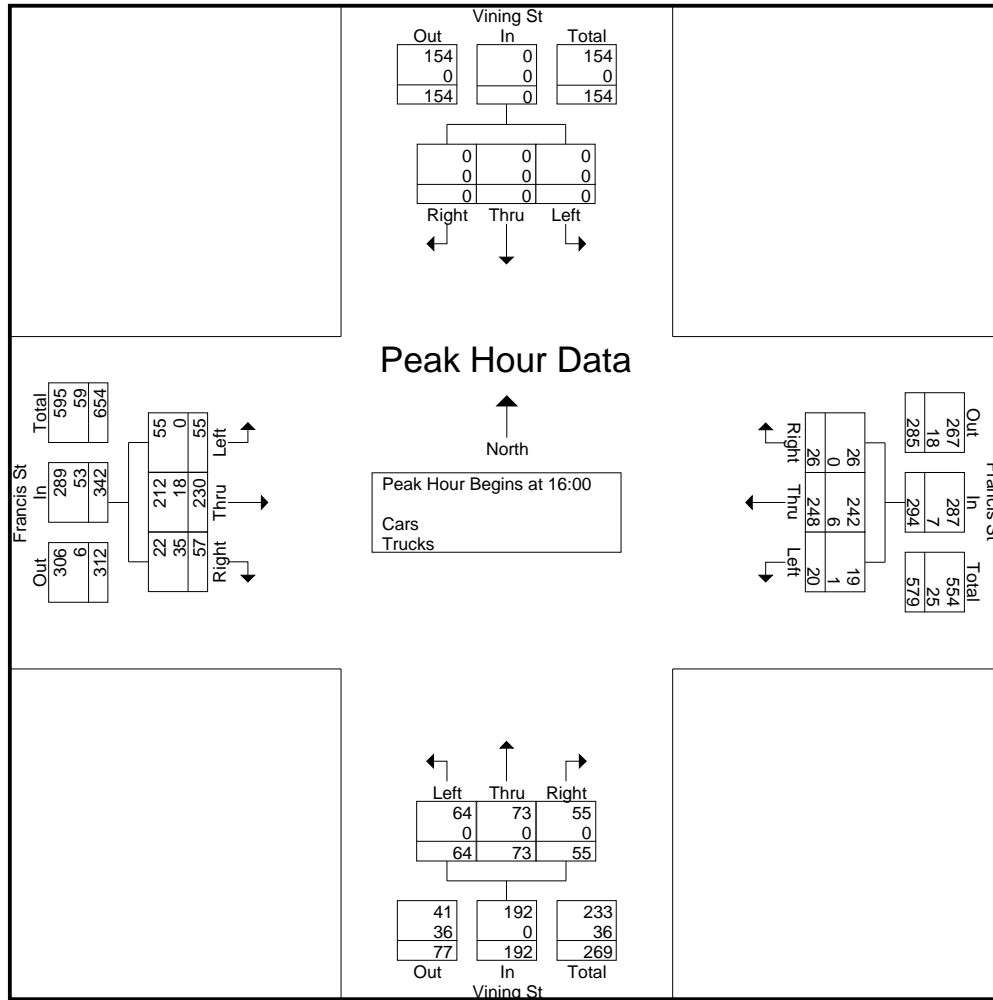 Vining St
Out In Total
154 0 154
0 0 0
154 0 154
0 0 0
0 0 0
0 0 0
Right Thru Left
Peak Hour Data
North
Peak Hour Begins at 16:00
Cars
Trucks
Francis St
Total In Out
595 289 306
59 53 6
654 342 312
55 212 22
0 18 35
55 230 57
Left Thru Right
Francis St
Out In Total
267 287 554
18 7 25
285 294 579
26 242 19
0 6 1
26 248 20
Right Thru Left
Left Thru Right
64 73 55
0 0 0
64 73 55
41 192 233
36 0 36
77 192 269
Out In Total
Vining St